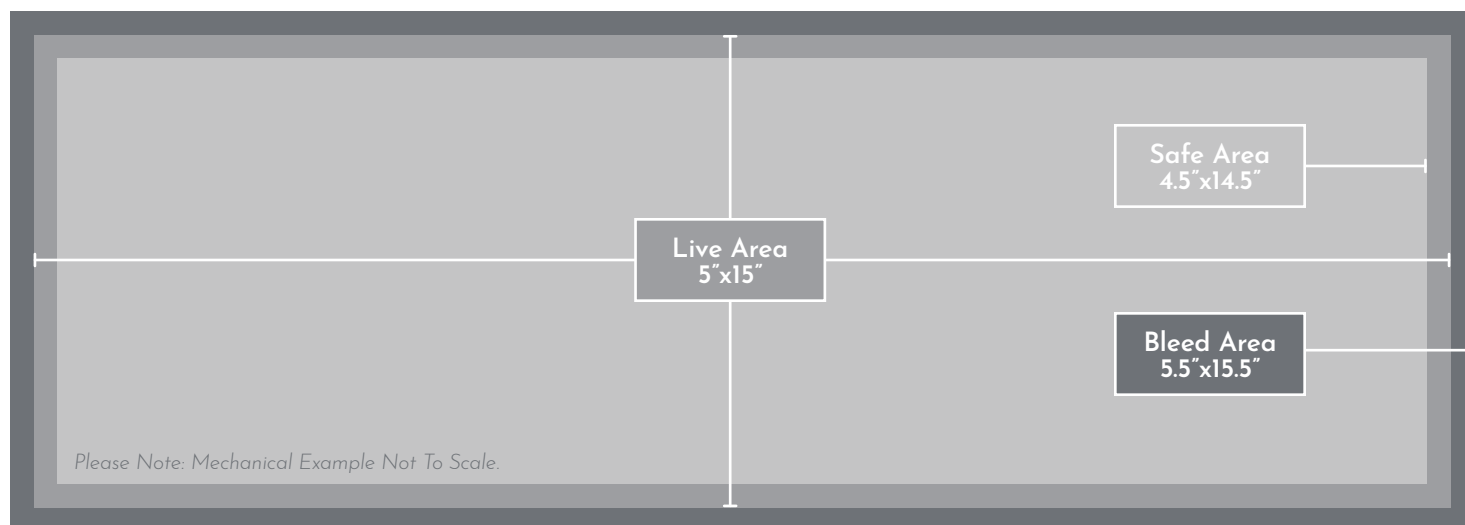 Safe Area
4.5”x14.5”
Live Area
5”x15”
Bleed Area
5.5”x15.5”
Please Note: Mechanical Example Not To Scale.